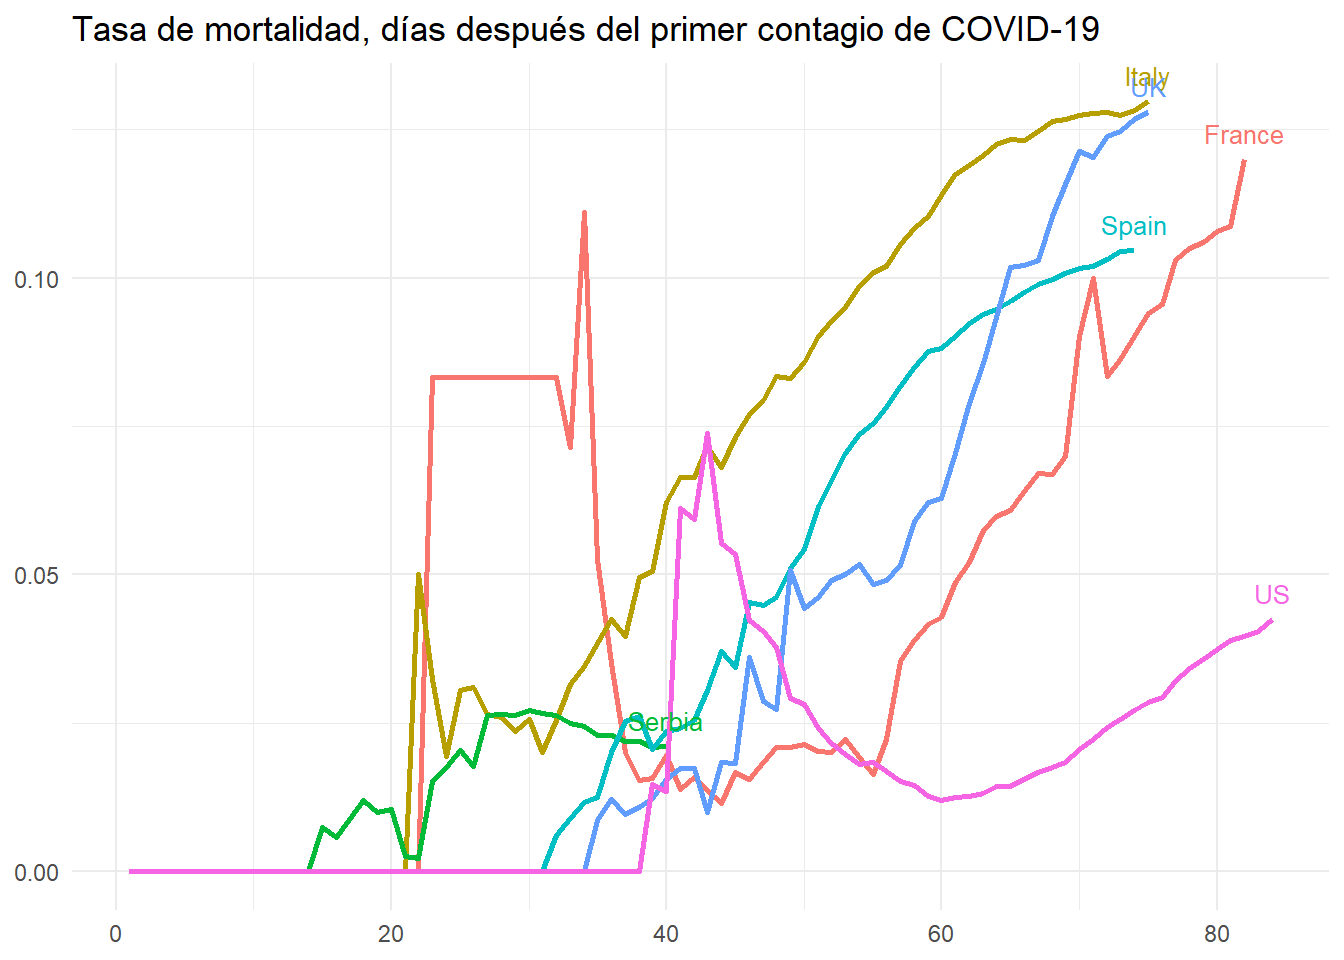 Tasa de mortalidad, días después del primer contagio de COVID-19
Italy
UK
France
Spain
0.10
0.05
US
Serbia
0.00
0
20
40
60
80